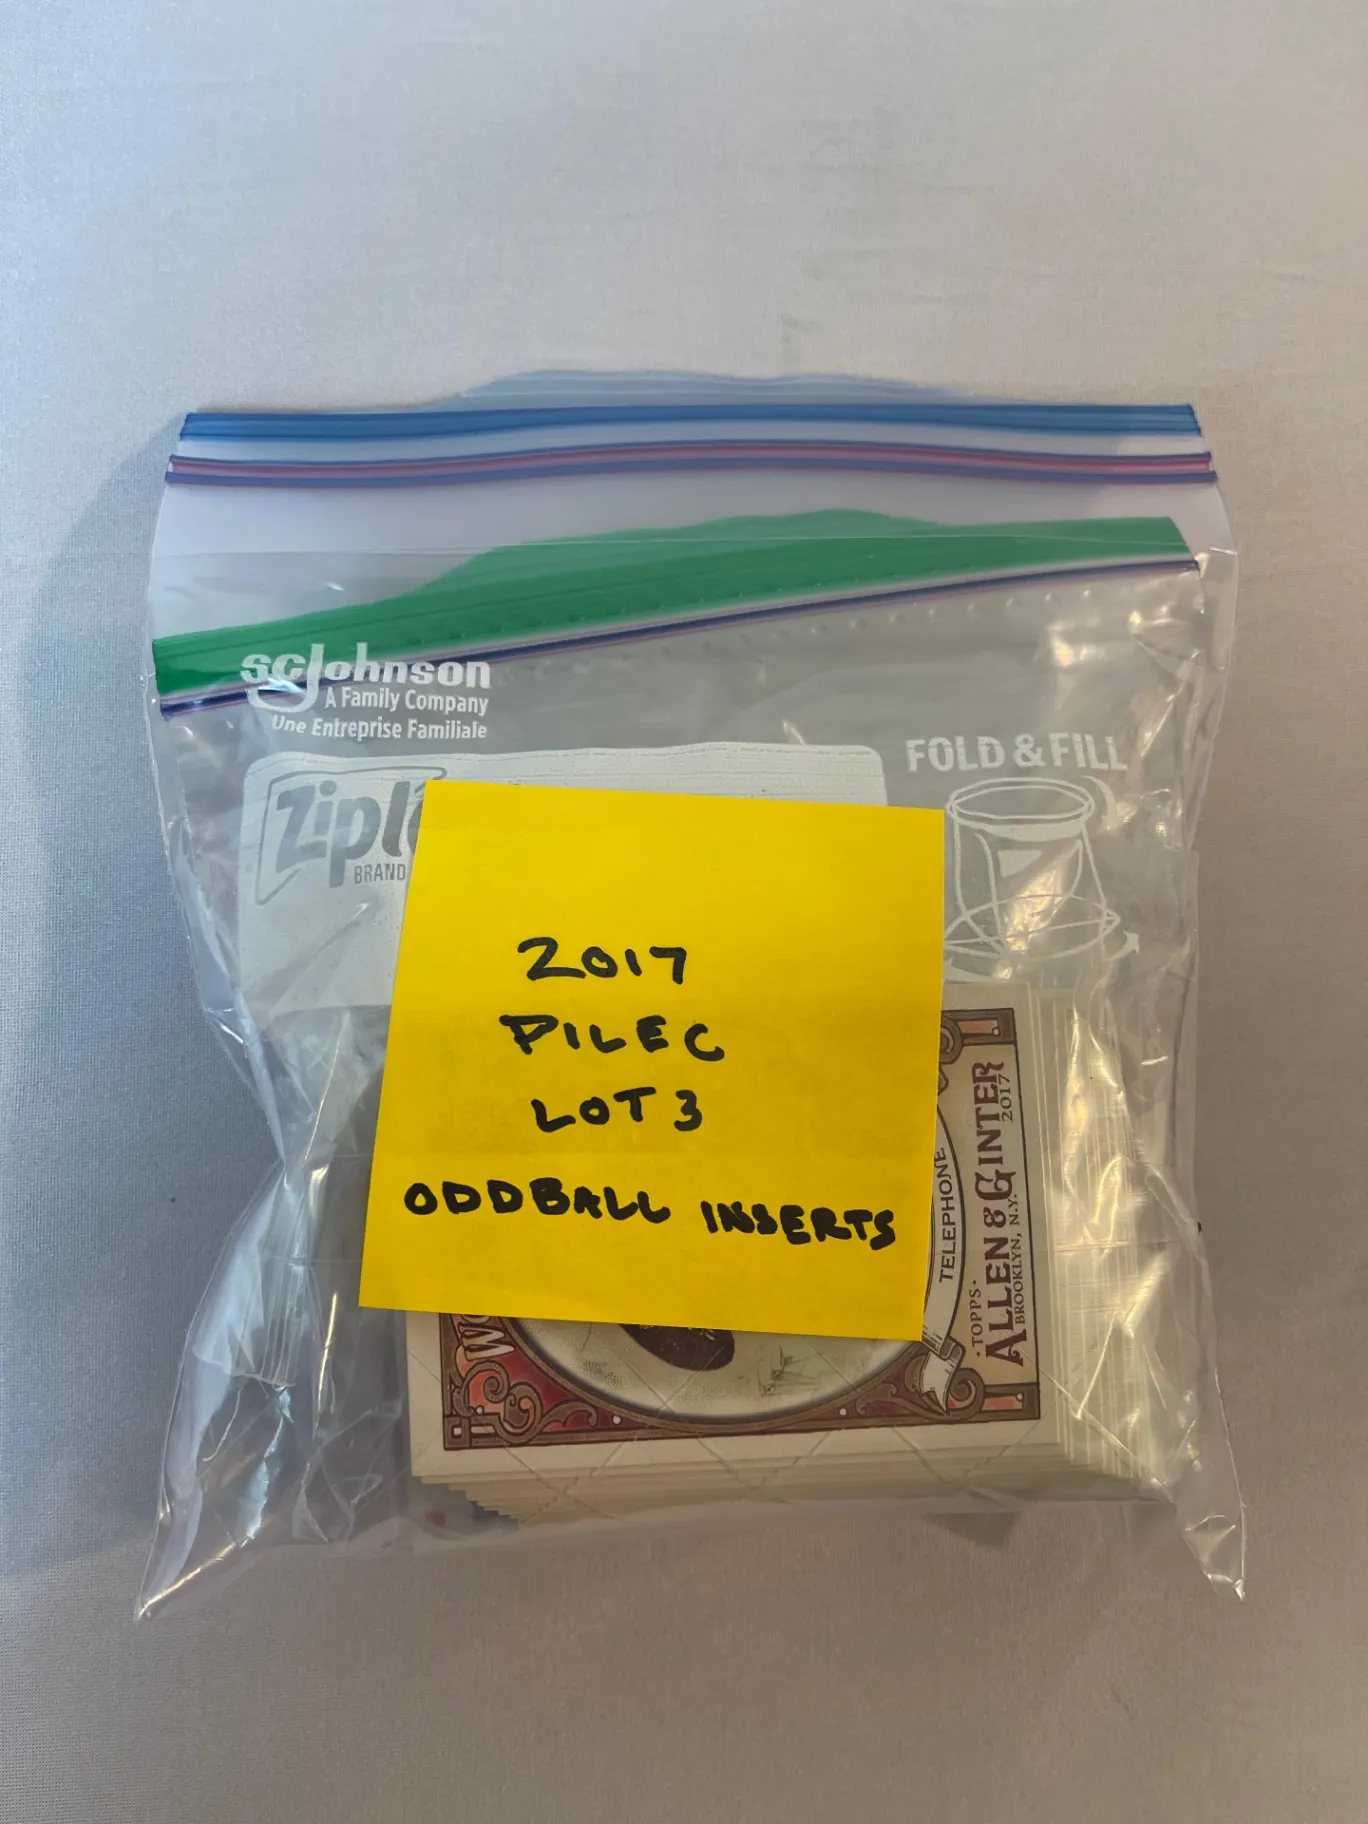 scJohnson
A Family Company
Une Entreprise Familiale
FOLD & FILL
BRAND
2017
PILE C
LOT 3
ODDBALL INSERTS
TELEPHONE
·TOPPS·
ALLEN & GINTER
BROOKLYN, N.Y. 2017